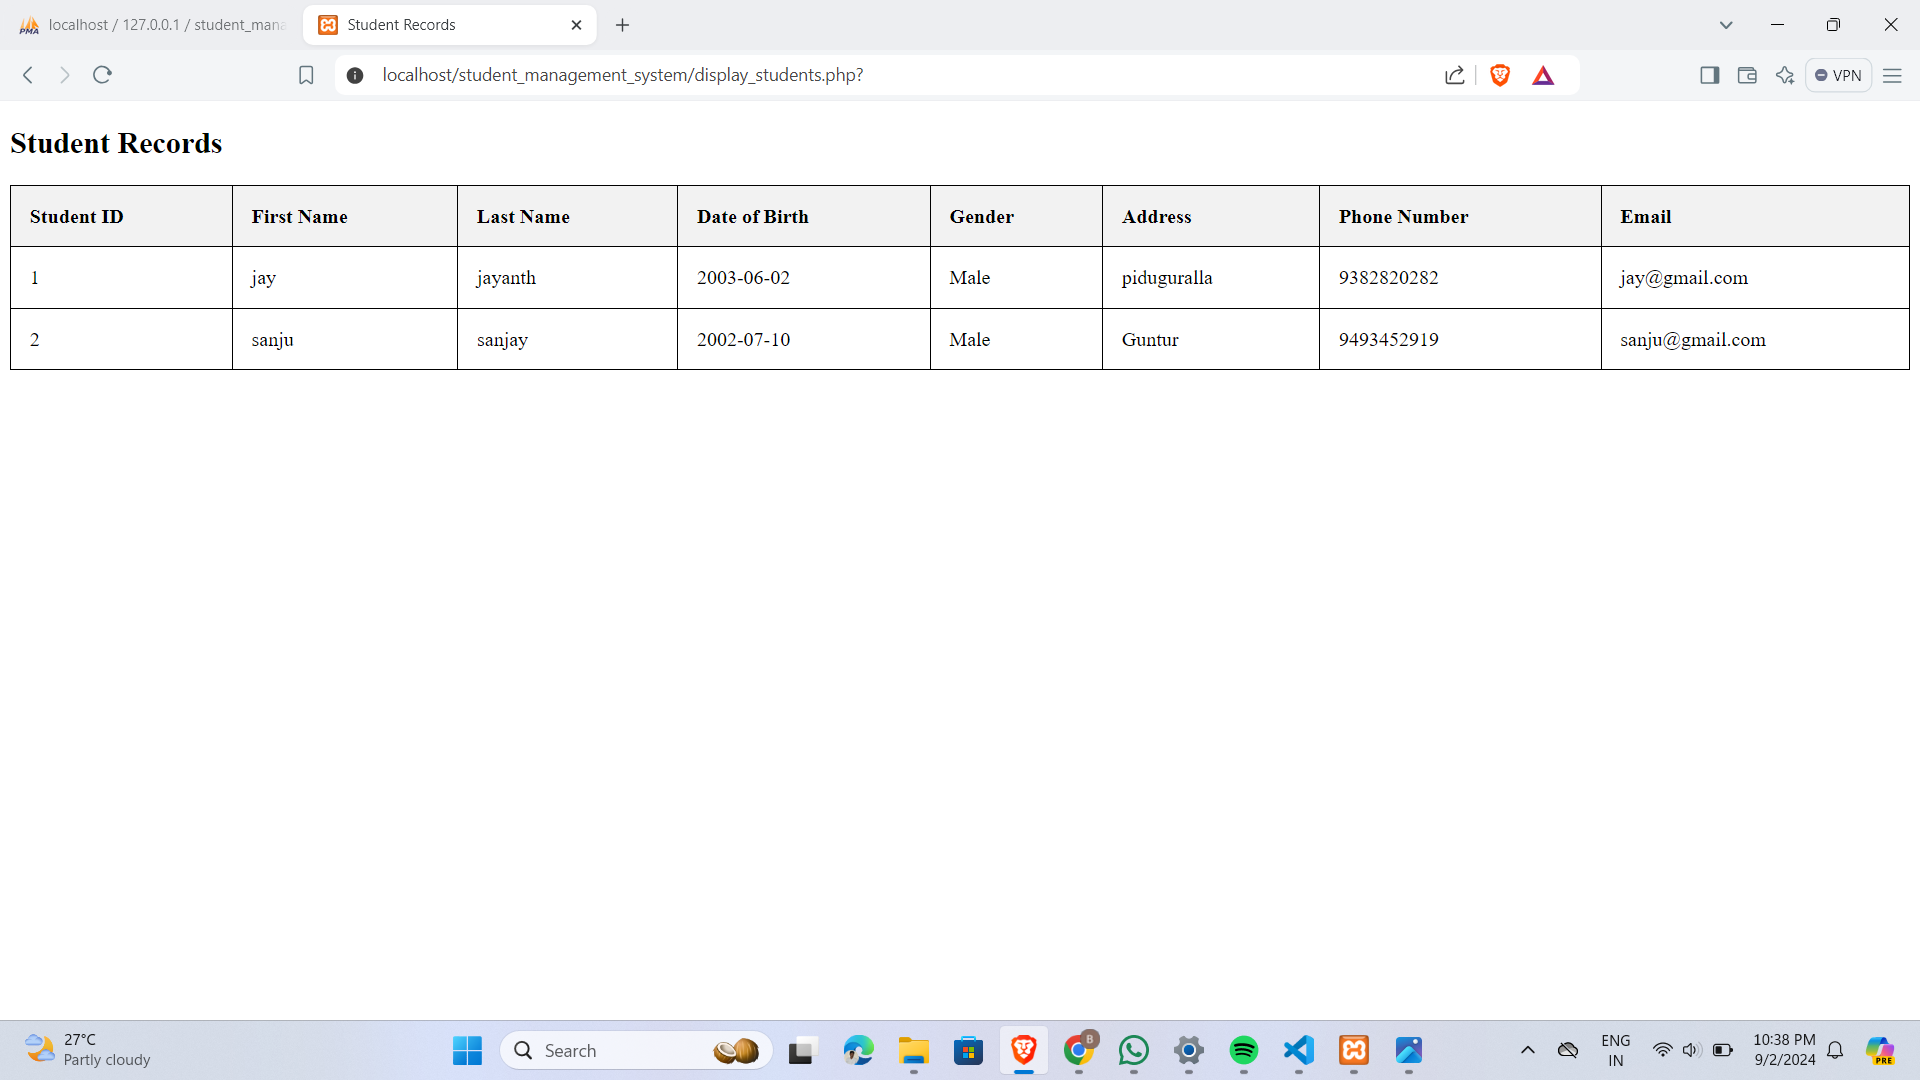 localhost / 127.0.0.1 / student_mana
Student Records
localhost/student_management_system/display_students.php?
VPN
Student Records
Student ID First Name Last Name Date of Birth Gender Address Phone Number Email
1 jay jayanth 2003-06-02 Male piduguralla 9382820282 jay@gmail.com
2 sanju sanjay 2002-07-10 Male Guntur 9493452919 sanju@gmail.com
27°C
Partly cloudy
Search
B
ENG
IN
10:38 PM
9/2/2024
PRE
PMA